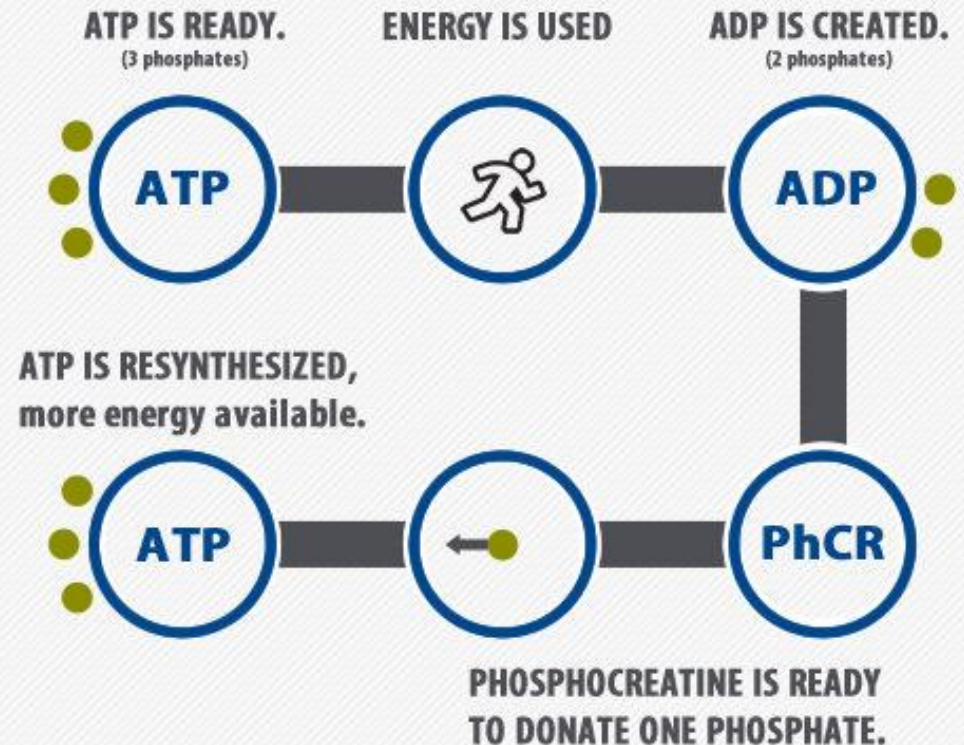 ATP IS READY.
(3 phosphates)
ENERGY IS USED
ADP IS CREATED.
(2 phosphates)
ATP
ADP
ATP IS RESYNTHESIZED,
more energy available.
ATP
PhCR
PHOSPHOCREATINE IS READY
TO DONATE ONE PHOSPHATE.